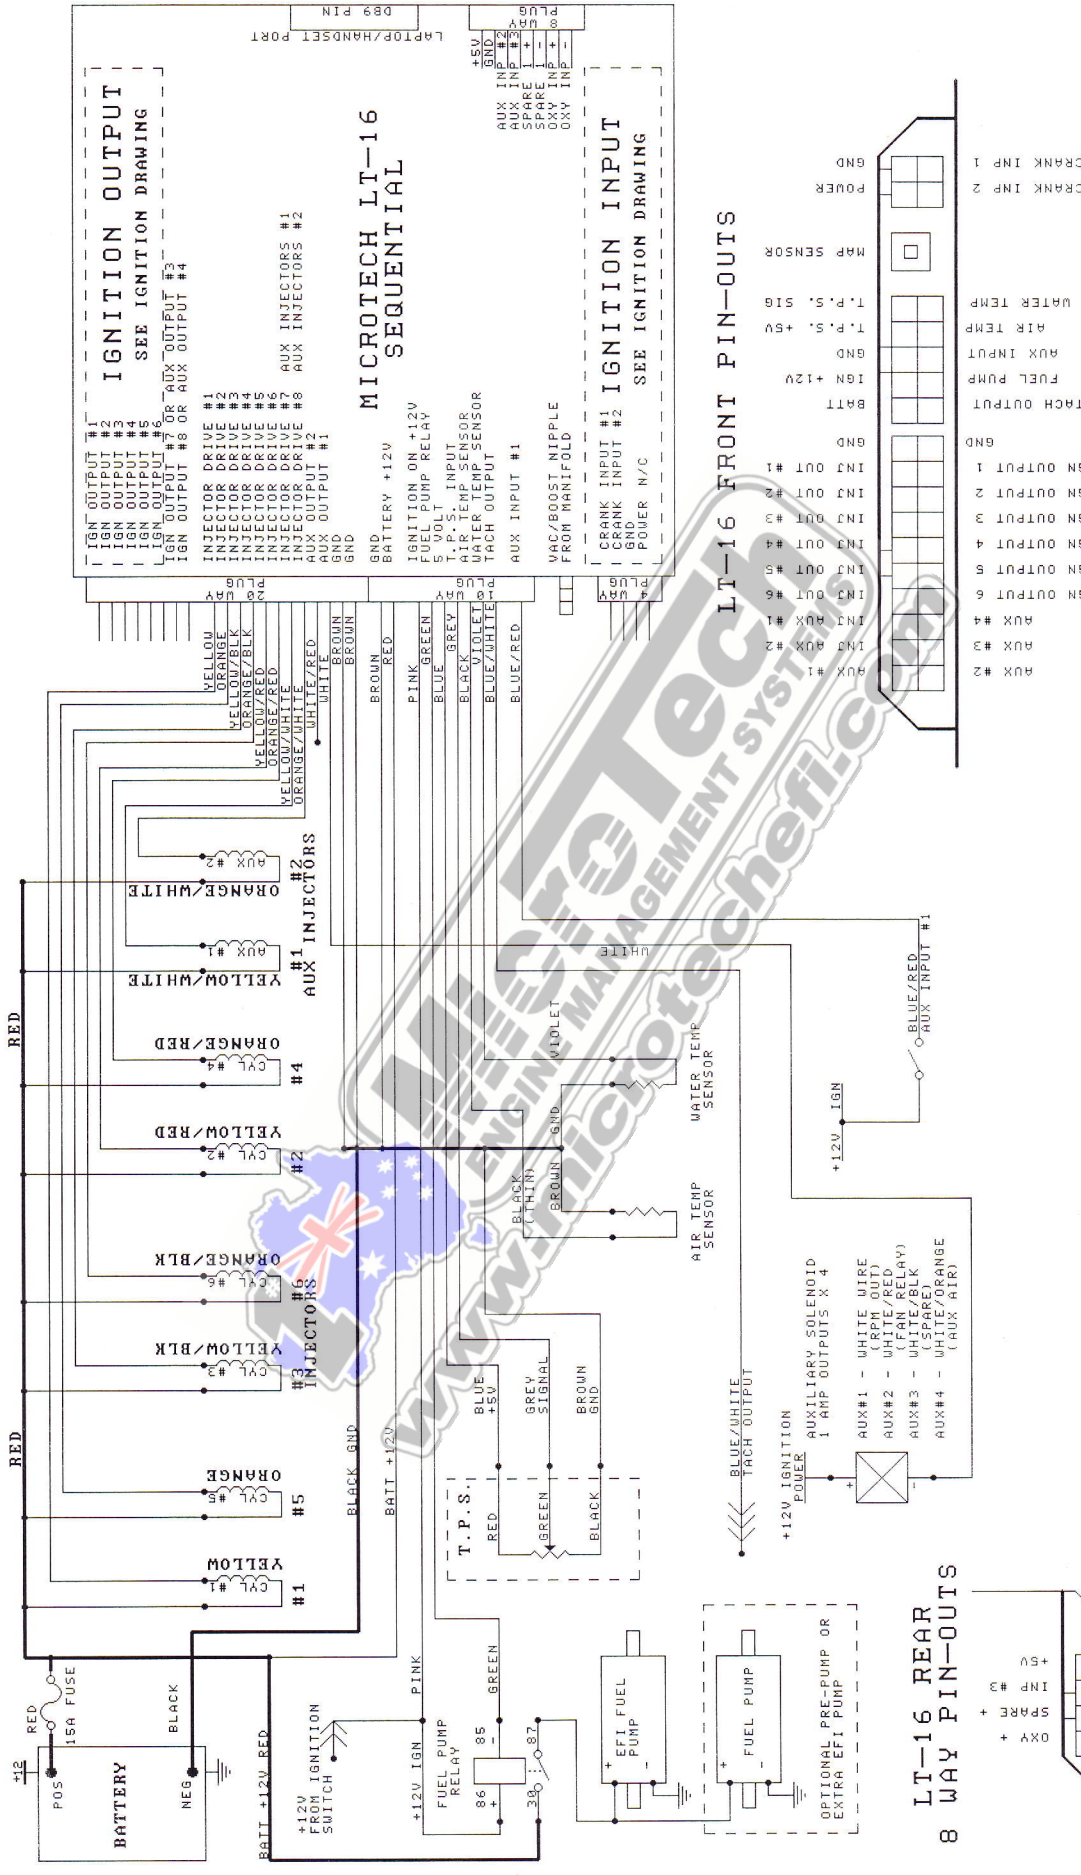 DB9 PIN
LAPTOP/HANDSET PORT
8 WAY
PLUG
+5V
GND
AUX INP #2
AUX INP #3
SPARE 1 +
SPARE 1 -
OXY INP +
OXY INP -
IGNITION OUTPUT
SEE IGNITION DRAWING
IGN OUTPUT #1
IGN OUTPUT #2
IGN OUTPUT #3
IGN OUTPUT #4
IGN OUTPUT #5
IGN OUTPUT #6
IGN OUTPUT #7 OR AUX OUTPUT #3
IGN OUTPUT #8 OR AUX OUTPUT #4
INJECTOR DRIVE #1
INJECTOR DRIVE #2
INJECTOR DRIVE #3
INJECTOR DRIVE #4
INJECTOR DRIVE #5
INJECTOR DRIVE #6
INJECTOR DRIVE #7 AUX INJECTORS #1
INJECTOR DRIVE #8 AUX INJECTORS #2
AUX OUTPUT #2
AUX OUTPUT #1
GND
GND
MICROTECH LT-16
SEQUENTIAL
GND
BATTERY +12V
IGNITION ON +12V
FUEL PUMP RELAY
5 VOLT
T.P.S. INPUT
AIR TEMP SENSOR
WATER TEMP SENSOR
TACH OUTPUT
AUX INPUT #1
VAC/BOOST NIPPLE
FROM MANIFOLD
IGNITION INPUT
SEE IGNITION DRAWING
CRANK INPUT #1
CRANK INPUT #2
GND
POWER N/C
20 WAY
PLUG
10 WAY
PLUG
4 WAY
PLUG
YELLOW
ORANGE
YELLOW/BLK
ORANGE/BLK
YELLOW/RED
ORANGE/RED
YELLOW/WHITE
ORANGE/WHITE
WHITE/RED
WHITE
BROWN
BROWN
BROWN
RED
PINK
GREEN
BLUE
GREY
BLACK
VIOLET
BLUE/WHITE
BLUE/RED
LT-16 FRONT PIN-OUTS
GND
POWER
MAP SENSOR
T.P.S. SIG
T.P.S. +5V
GND
IGN +12V
BATT
GND
INJ OUT #1
INJ OUT #2
INJ OUT #3
INJ OUT #4
INJ OUT #5
INJ OUT #6
INJ AUX #1
INJ AUX #2
AUX #1
CRANK INP 1
CRANK INP 2
WATER TEMP
AIR TEMP
AUX INPUT
FUEL PUMP
TACH OUTPUT
GND
GN OUTPUT 1
GN OUTPUT 2
GN OUTPUT 3
GN OUTPUT 4
GN OUTPUT 5
GN OUTPUT 6
AUX #4
AUX #3
AUX #2
RED
RED
AUX #2
ORANGE/WHITE
#2
AUX #1
YELLOW/WHITE
#1
AUX INJECTORS
CYL #4
ORANGE/RED
#4
CYL #2
YELLOW/RED
#2
CYL #6
ORANGE/BLK
#6
CYL #3
YELLOW/BLK
#3
INJECTORS
CYL #5
ORANGE
#5
CYL #1
YELLOW
#1
WHITE
VIOLET
GND
BROWN
BLACK
(THIN)
WATER TEMP
SENSOR
AIR TEMP
SENSOR
BLUE/RED
AUX INPUT #1
+12V IGN
MicroTech
ENGINE MANAGEMENT SYSTEMS
www.microtechefi.com
BLUE
+5V
GREY
SIGNAL
BROWN
GND
T.P.S.
RED
GREEN
BLACK
BLACK GND
BATT +12V
BLUE/WHITE
TACH OUTPUT
+12V IGNITION
POWER
AUXILIARY SOLENOID
1 AMP OUTPUTS X 4
AUX#1 - WHITE WIRE
(RPM OUT)
AUX#2 - WHITE/RED
(FAN RELAY)
AUX#3 - WHITE/BLK
(SPARE)
AUX#4 - WHITE/ORANGE
(AUX AIR)
+
-
+12
RED
15A FUSE
POS
BATTERY
NEG
BLACK
BATT +12V RED
+12V
FROM IGNITION
SWITCH
+12V IGN
PINK
FUEL PUMP
RELAY
GREEN
85
-
86
+
87
30
EFI FUEL
PUMP
+
-
FUEL PUMP
+
-
OPTIONAL PRE-PUMP OR
EXTRA EFI PUMP
LT-16 REAR
8 WAY PIN-OUTS
+5V
INP #3
SPARE +
OXY +